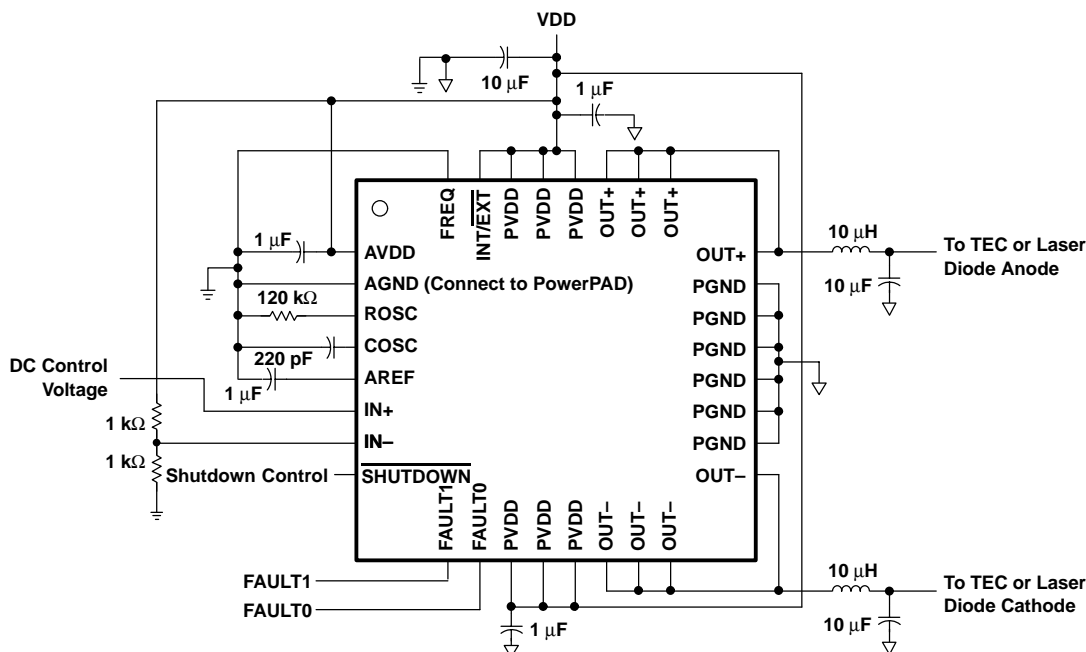 VDD
10 μF
1 μF
FREQ
INT/EXT
PVDD
PVDD
PVDD
OUT+
OUT+
OUT+
1 μF
AVDD
AGND (Connect to PowerPAD)
120 kΩ
ROSC
COSC
220 pF
AREF
1 μF
DC Control
Voltage
IN+
1 kΩ
IN–
1 kΩ
Shutdown Control
SHUTDOWN
OUT+
PGND
PGND
PGND
PGND
PGND
PGND
OUT–
10 μH
To TEC or Laser
Diode Anode
10 μF
FAULT1
FAULT0
PVDD
PVDD
PVDD
OUT–
OUT–
OUT–
FAULT1
FAULT0
1 μF
10 μH
To TEC or Laser
Diode Cathode
10 μF